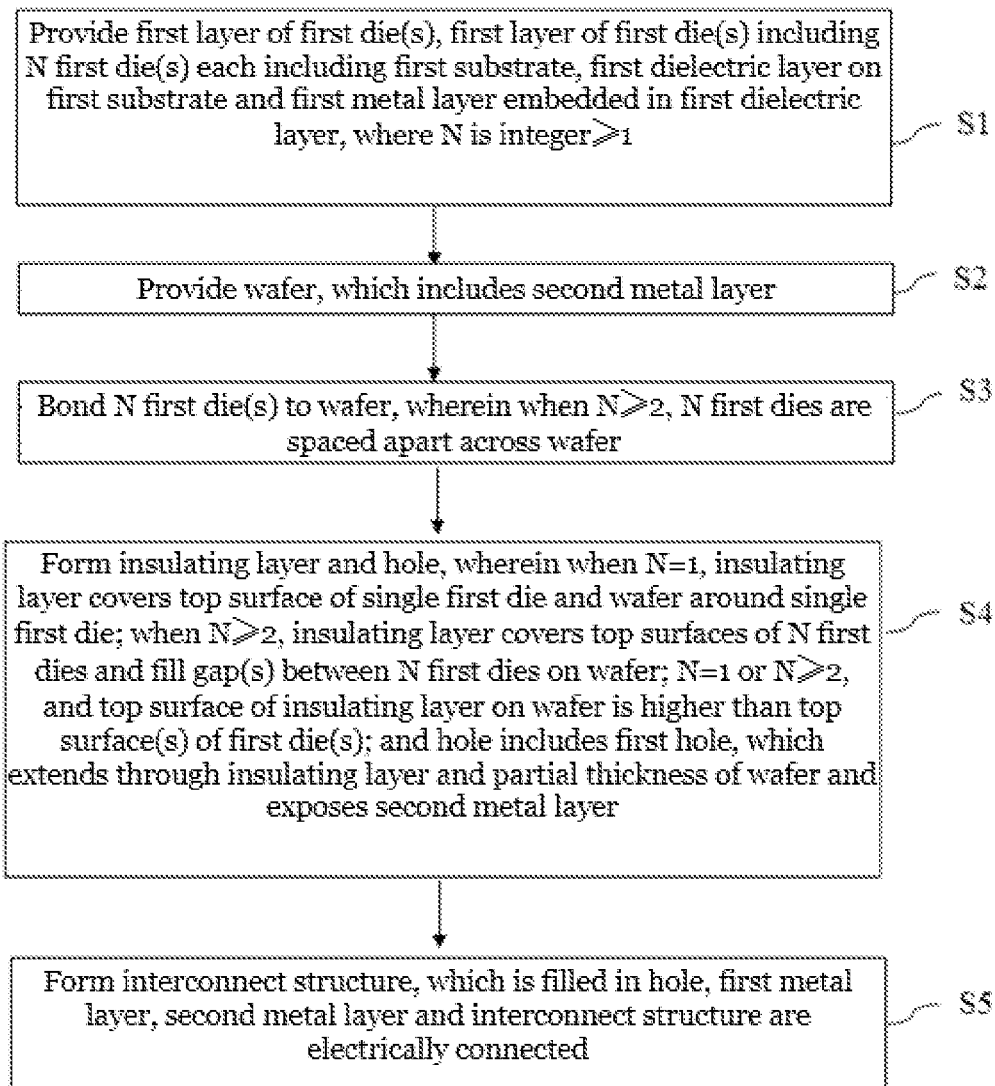 Provide first layer of first die(s), first layer of first die(s) including
N first die(s) each including first substrate, first dielectric layer on
first substrate and first metal layer embedded in first dielectric
layer, where N is integer⩾1
S1
Provide wafer, which includes second metal layer
S2
Bond N first die(s) to wafer, wherein when N⩾2, N first dies are
spaced apart across wafer
S3
Form insulating layer and hole, wherein when N=1, insulating
layer covers top surface of single first die and wafer around single
first die; when N⩾2, insulating layer covers top surfaces of N first
dies and fill gap(s) between N first dies on wafer; N=1 or N⩾2,
and top surface of insulating layer on wafer is higher than top
surface(s) of first die(s); and hole includes first hole, which
extends through insulating layer and partial thickness of wafer and
exposes second metal layer
S4
Form interconnect structure, which is filled in hole, first metal
layer, second metal layer and interconnect structure are
electrically connected
S5